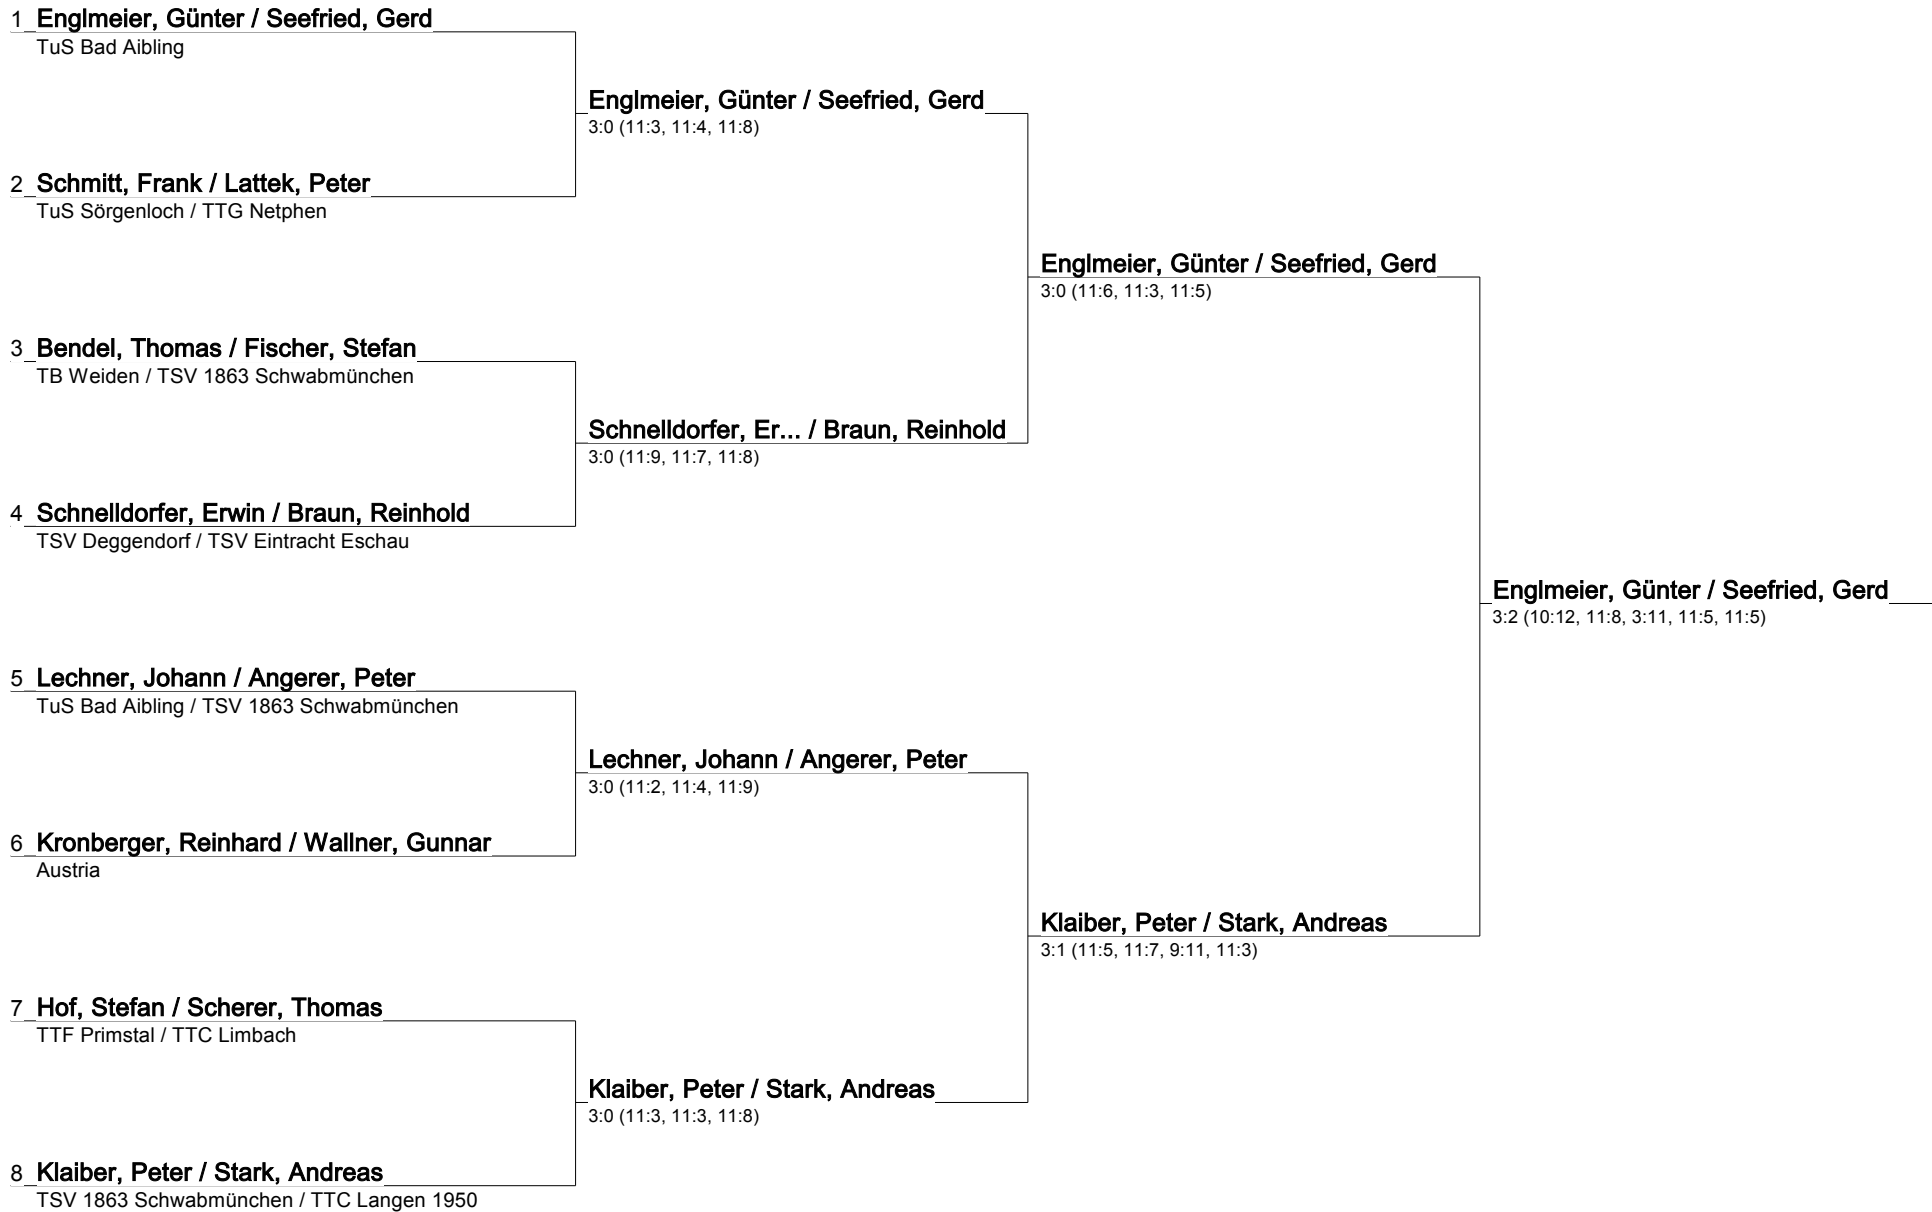 1 Englmeier, Günter / Seefried, Gerd
TuS Bad Aibling
Englmeier, Günter / Seefried, Gerd
3:0 (11:3, 11:4, 11:8)
2 Schmitt, Frank / Lattek, Peter
TuS Sörgenloch / TTG Netphen
Englmeier, Günter / Seefried, Gerd
3:0 (11:6, 11:3, 11:5)
3 Bendel, Thomas / Fischer, Stefan
TB Weiden / TSV 1863 Schwabmünchen
Schnelldorfer, Er... / Braun, Reinhold
3:0 (11:9, 11:7, 11:8)
4 Schnelldorfer, Erwin / Braun, Reinhold
TSV Deggendorf / TSV Eintracht Eschau
Englmeier, Günter / Seefried, Gerd
3:2 (10:12, 11:8, 3:11, 11:5, 11:5)
5 Lechner, Johann / Angerer, Peter
TuS Bad Aibling / TSV 1863 Schwabmünchen
Lechner, Johann / Angerer, Peter
3:0 (11:2, 11:4, 11:9)
6 Kronberger, Reinhard / Wallner, Gunnar
Austria
Klaiber, Peter / Stark, Andreas
3:1 (11:5, 11:7, 9:11, 11:3)
7 Hof, Stefan / Scherer, Thomas
TTF Primstal / TTC Limbach
Klaiber, Peter / Stark, Andreas
3:0 (11:3, 11:3, 11:8)
8 Klaiber, Peter / Stark, Andreas
TSV 1863 Schwabmünchen / TTC Langen 1950